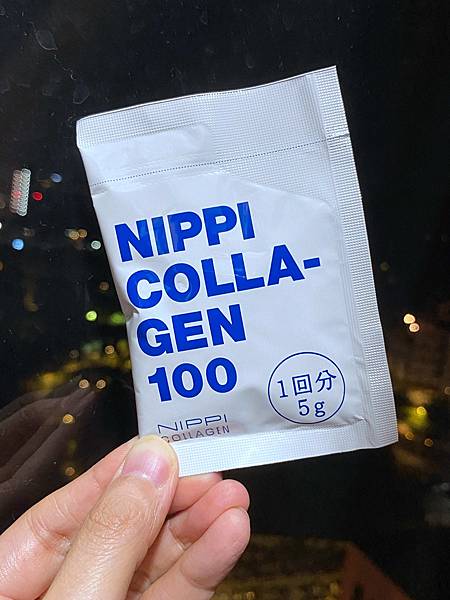 NIPPI
COLLA-
GEN
100
1回分
5g
NIPPI
COLLAGEN